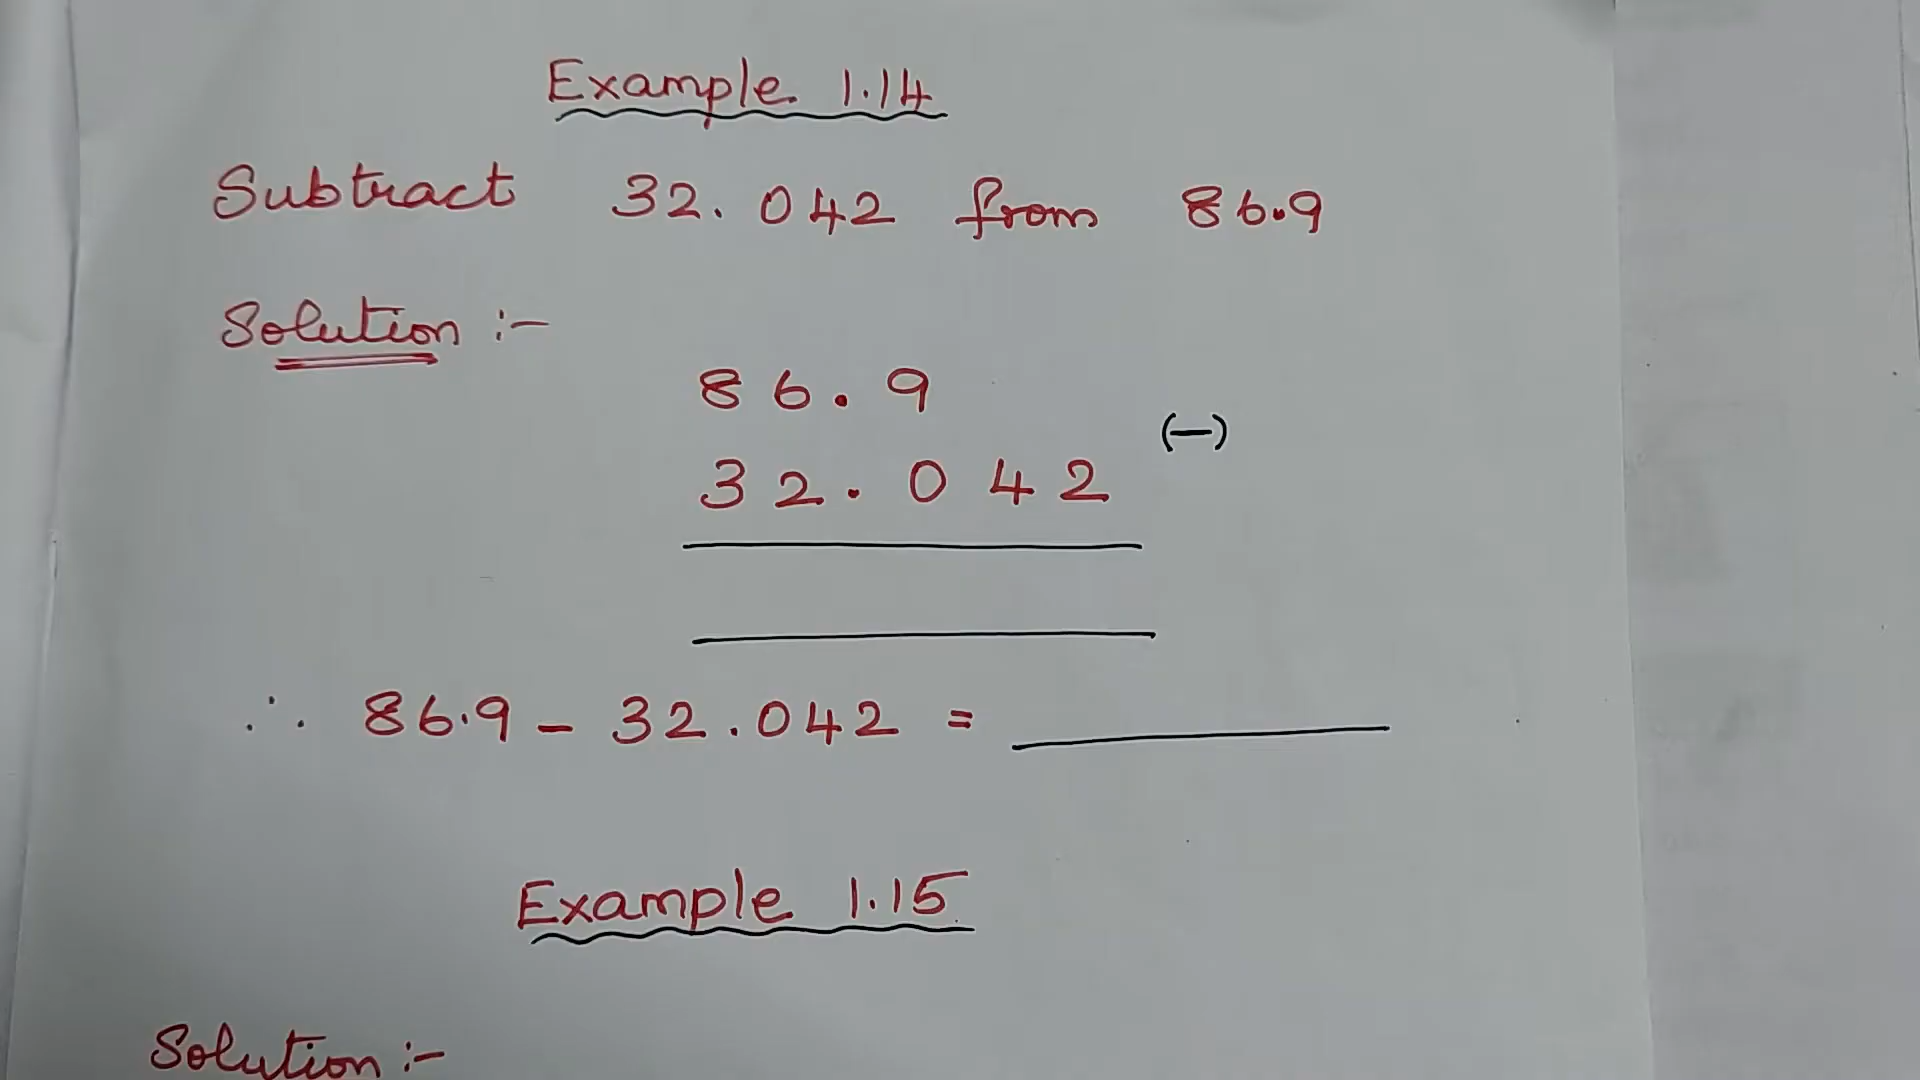 Example 1.14
Subtract 32.042 from 86.9
Solution :-
86.9
(-)
32.042
∴ 86.9 - 32.042 =
Example 1.15
Solution :-